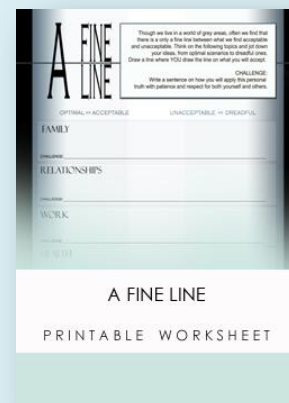 A FINE LINE
Though we live in a world of grey areas, often we find that
there is only a fine line between what we find acceptable
and unacceptable. Think on the following topics and jot down
your ideas, from optimal scenarios to dreadful ones.
Draw a line where YOU draw the line on what you will accept.
CHALLENGE:
Write a sentence on how you will apply this personal
truth with patience and respect for both yourself and others.
OPTIMAL ACCEPTABLE UNACCEPTABLE DREADFUL
FAMILY
CHALLENGE:
RELATIONSHIPS
CHALLENGE:
WORK
CHALLENGE:
HEALTH
A FINE LINE
PRINTABLE WORKSHEET